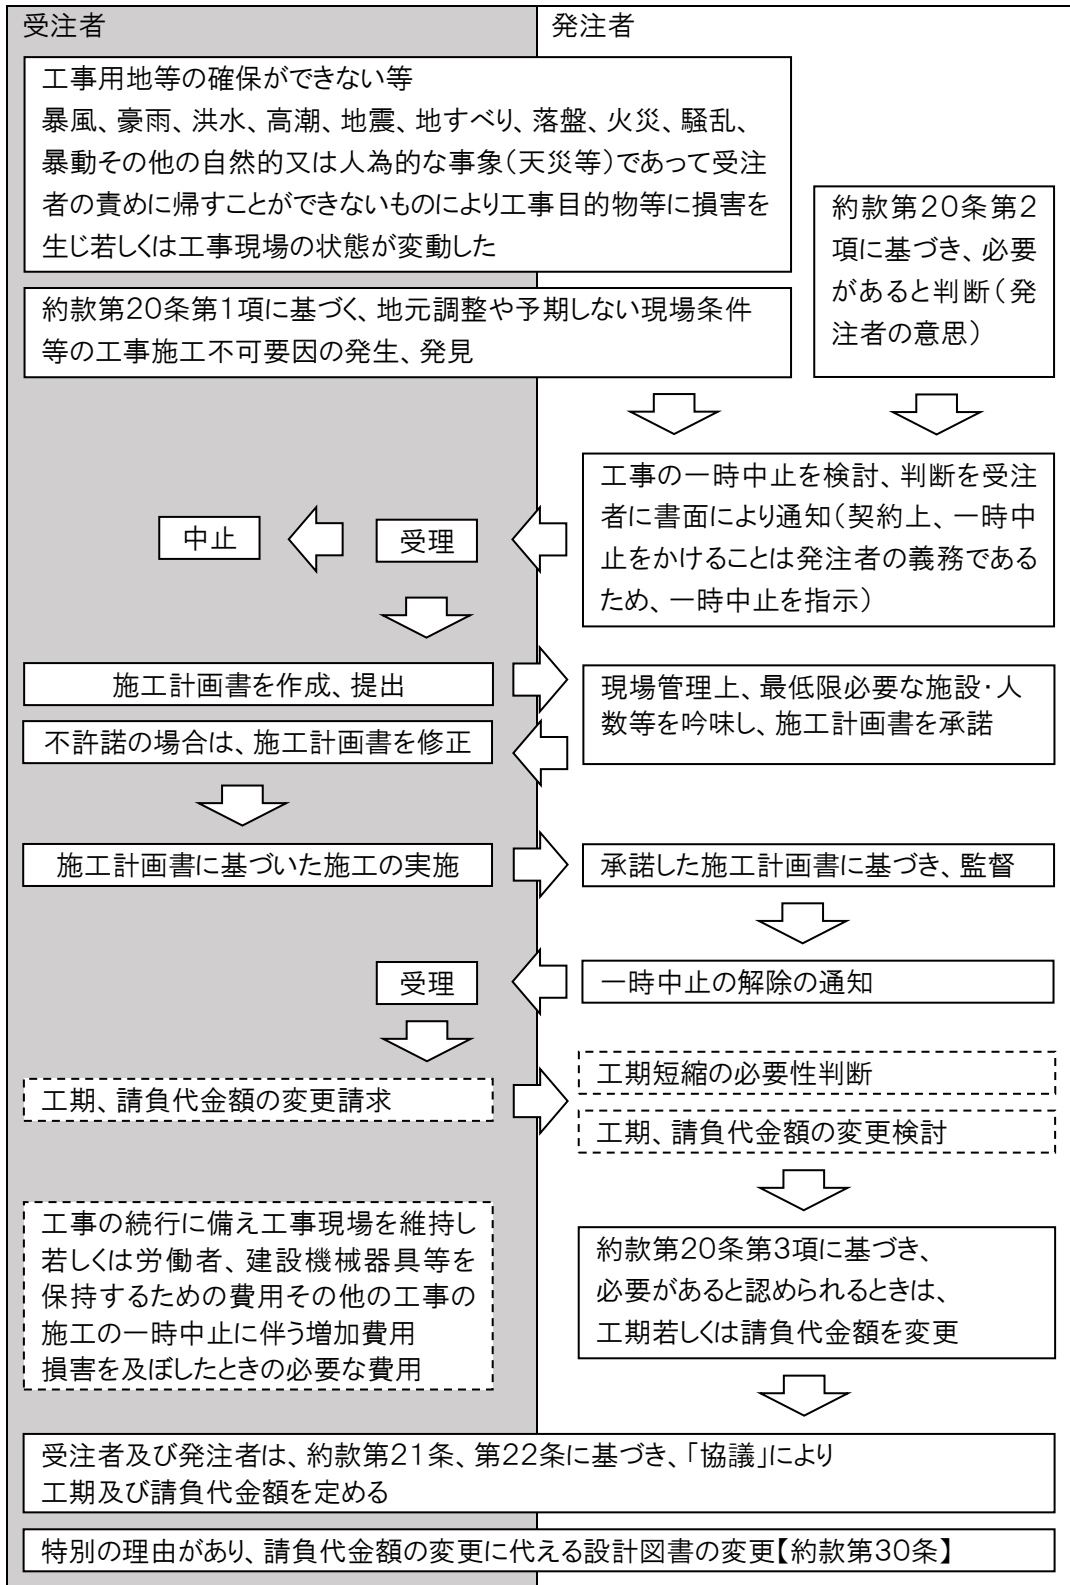 受注者
発注者
工事用地等の確保ができない等
暴風、豪雨、洪水、高潮、地震、地すべり、落盤、火災、騒乱、
暴動その他の自然的又は人為的な事象（天災等）であって受注
者の責めに帰すことができないものにより工事目的物等に損害を
生じ若しくは工事現場の状態が変動した
約款第20条第2
項に基づき、必要
があると判断（発
注者の意思）
約款第20条第1項に基づく、地元調整や予期しない現場条件
等の工事施工不可要因の発生、発見
工事の一時中止を検討、判断を受注
者に書面により通知（契約上、一時中
止をかけることは発注者の義務である
ため、一時中止を指示）
受理
中止
施工計画書を作成、提出
現場管理上、最低限必要な施設・人
数等を吟味し、施工計画書を承諾
不許諾の場合は、施工計画書を修正
施工計画書に基づいた施工の実施
承諾した施工計画書に基づき、監督
一時中止の解除の通知
受理
工期、請負代金額の変更請求
工期短縮の必要性判断
工期、請負代金額の変更検討
工事の続行に備え工事現場を維持し
若しくは労働者、建設機械器具等を
保持するための費用その他の工事の
施工の一時中止に伴う増加費用
損害を及ぼしたときの必要な費用
約款第20条第3項に基づき、
必要があると認められるときは、
工期若しくは請負代金額を変更
受注者及び発注者は、約款第21条、第22条に基づき、「協議」により
工期及び請負代金額を定める
特別の理由があり、請負代金額の変更に代える設計図書の変更【約款第30条】